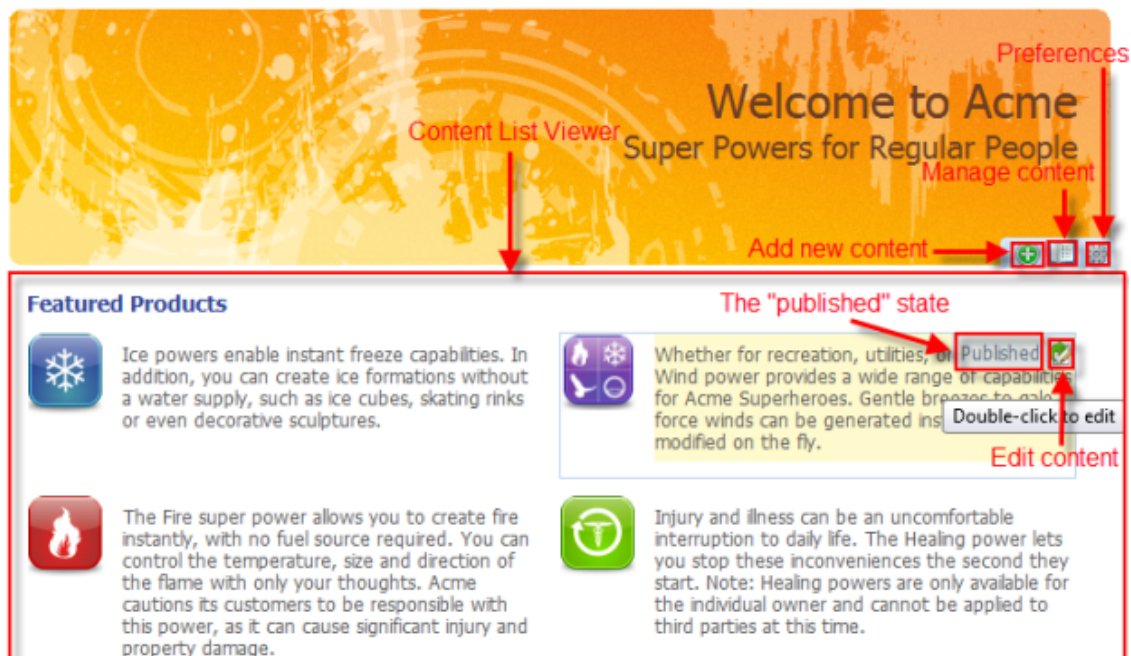 Preferences
Welcome to Acme
Content List Viewer
Super Powers for Regular People
Manage content
Add new content
Featured Products
The "published" state
Ice powers enable instant freeze capabilities. In
addition, you can create ice formations without
a water supply, such as ice cubes, skating rinks
or even decorative sculptures.
Whether for recreation, utilities, or Published
Wind power provides a wide range of capabilities
for Acme Superheroes. Gentle breezes to gale
force winds can be generated
Double-click to edit
modified on the fly.
Edit content
The Fire super power allows you to create fire
instantly, with no fuel source required. You can
control the temperature, size and direction of
the flame with only your thoughts. Acme
cautions its customers to be responsible with
this power, as it can cause significant injury and
property damage.
Injury and illness can be an uncomfortable
interruption to daily life. The Healing power lets
you stop these inconveniences the second they
start. Note: Healing powers are only available for
the individual owner and cannot be applied to
third parties at this time.